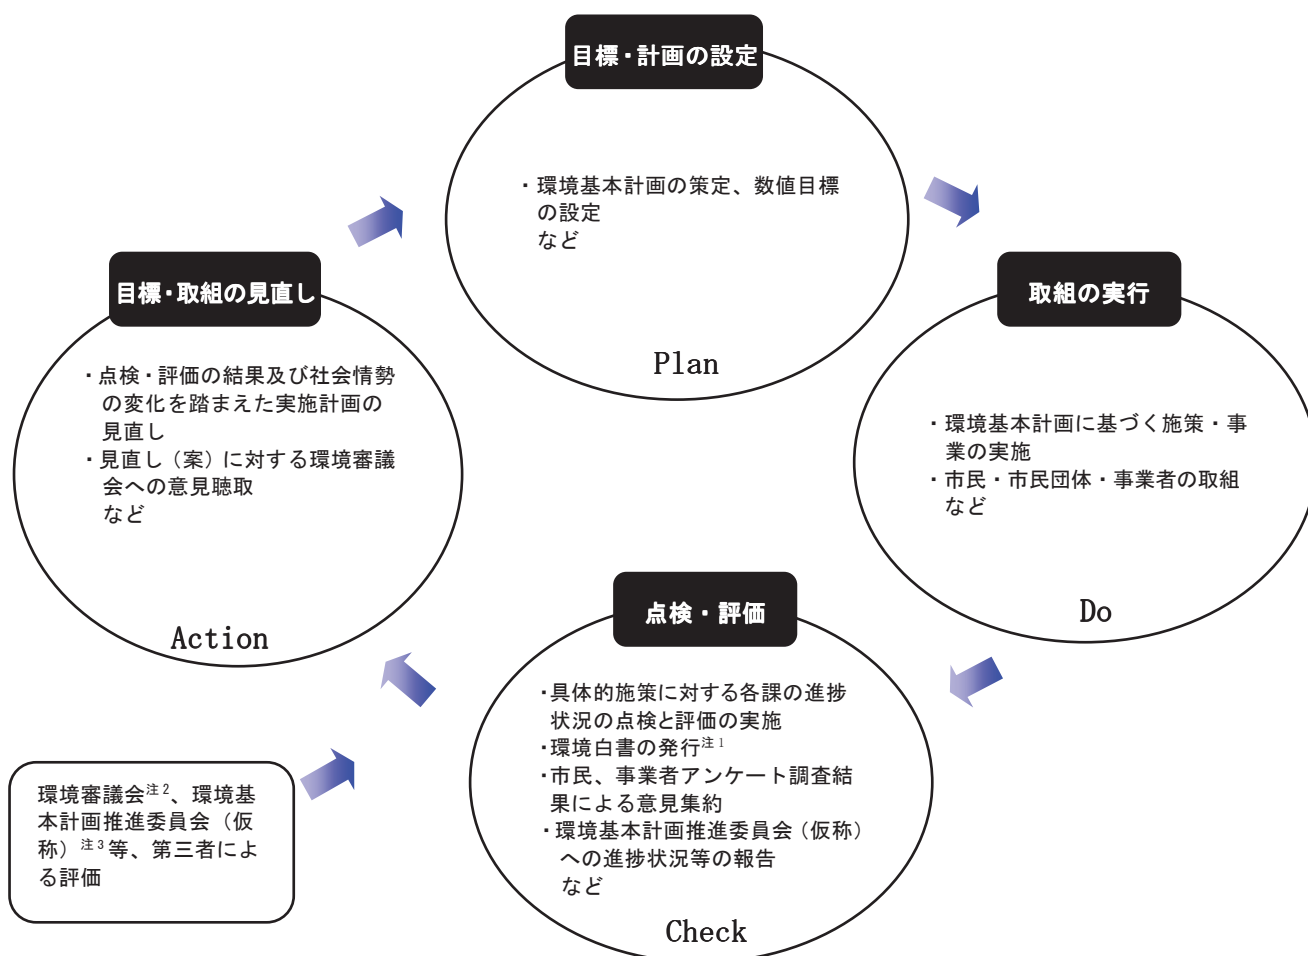 目標・計画の設定
・環境基本計画の策定、数値目標
の設定
など
Plan
取組の実行
・環境基本計画に基づく施策・事
業の実施
・市民・市民団体・事業者の取組
など
Do
点検・評価
・具体的施策に対する各課の進捗
状況の点検と評価の実施
・環境白書の発行注1
・市民、事業者アンケート調査結
果による意見集約
・環境基本計画推進委員会（仮称）
への進捗状況等の報告
など
Check
目標・取組の見直し
・点検・評価の結果及び社会情勢
の変化を踏まえた実施計画の
見直し
・見直し（案）に対する環境審議
会への意見聴取
など
Action
環境審議会注2、環境基
本計画推進委員会（仮
称）注3等、第三者によ
る評価